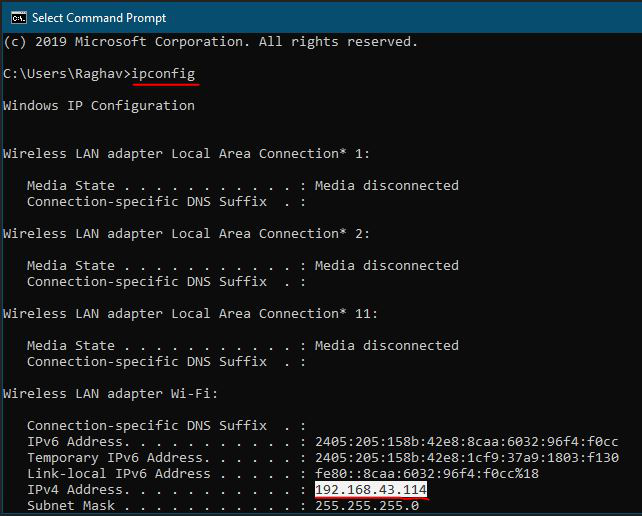 Select Command Prompt
(c) 2019 Microsoft Corporation. All rights reserved.
C:\Users\Raghav>ipconfig
Windows IP Configuration
Wireless LAN adapter Local Area Connection* 1:
Media State . . . . . . . . . . . : Media disconnected
Connection-specific DNS Suffix  . :
Wireless LAN adapter Local Area Connection* 2:
Media State . . . . . . . . . . . : Media disconnected
Connection-specific DNS Suffix  . :
Wireless LAN adapter Local Area Connection* 11:
Media State . . . . . . . . . . . : Media disconnected
Connection-specific DNS Suffix  . :
Wireless LAN adapter Wi-Fi:
Connection-specific DNS Suffix  . :
IPv6 Address. . . . . . . . . . . : 2405:205:158b:42e8:8caa:6032:96f4:f0cc
Temporary IPv6 Address. . . . . . : 2405:205:158b:42e8:1cf9:37a9:1803:f130
Link-local IPv6 Address . . . . . : fe80::8caa:6032:96f4:f0cc%18
IPv4 Address. . . . . . . . . . . : 192.168.43.114
Subnet Mask . . . . . . . . . . . : 255.255.255.0